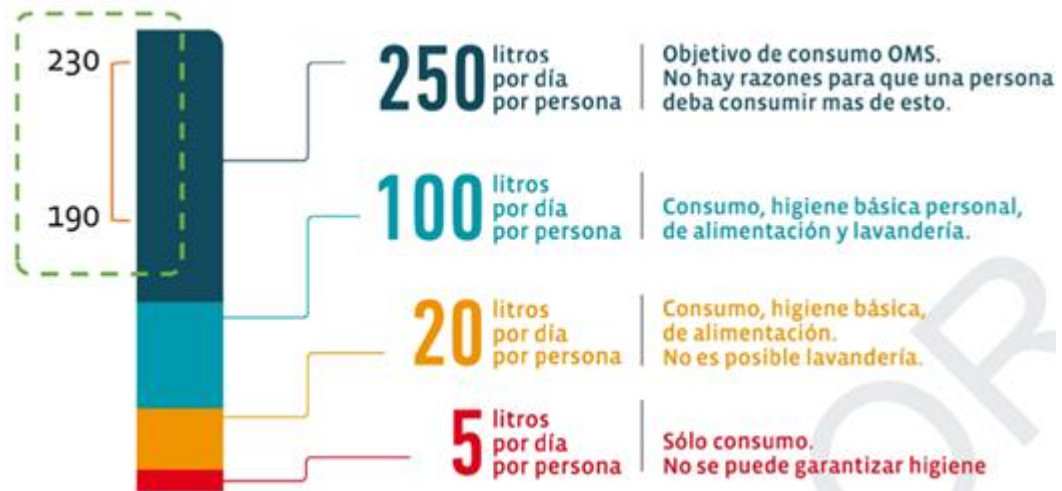 230
190
250 litros
por día
por persona
Objetivo de consumo OMS.
No hay razones para que una persona
deba consumir mas de esto.
100 litros
por día
por persona
Consumo, higiene básica personal,
de alimentación y lavandería.
20 litros
por día
por persona
Consumo, higiene básica,
de alimentación.
No es posible lavandería.
5 litros
por día
por persona
Sólo consumo.
No se puede garantizar higiene
OR